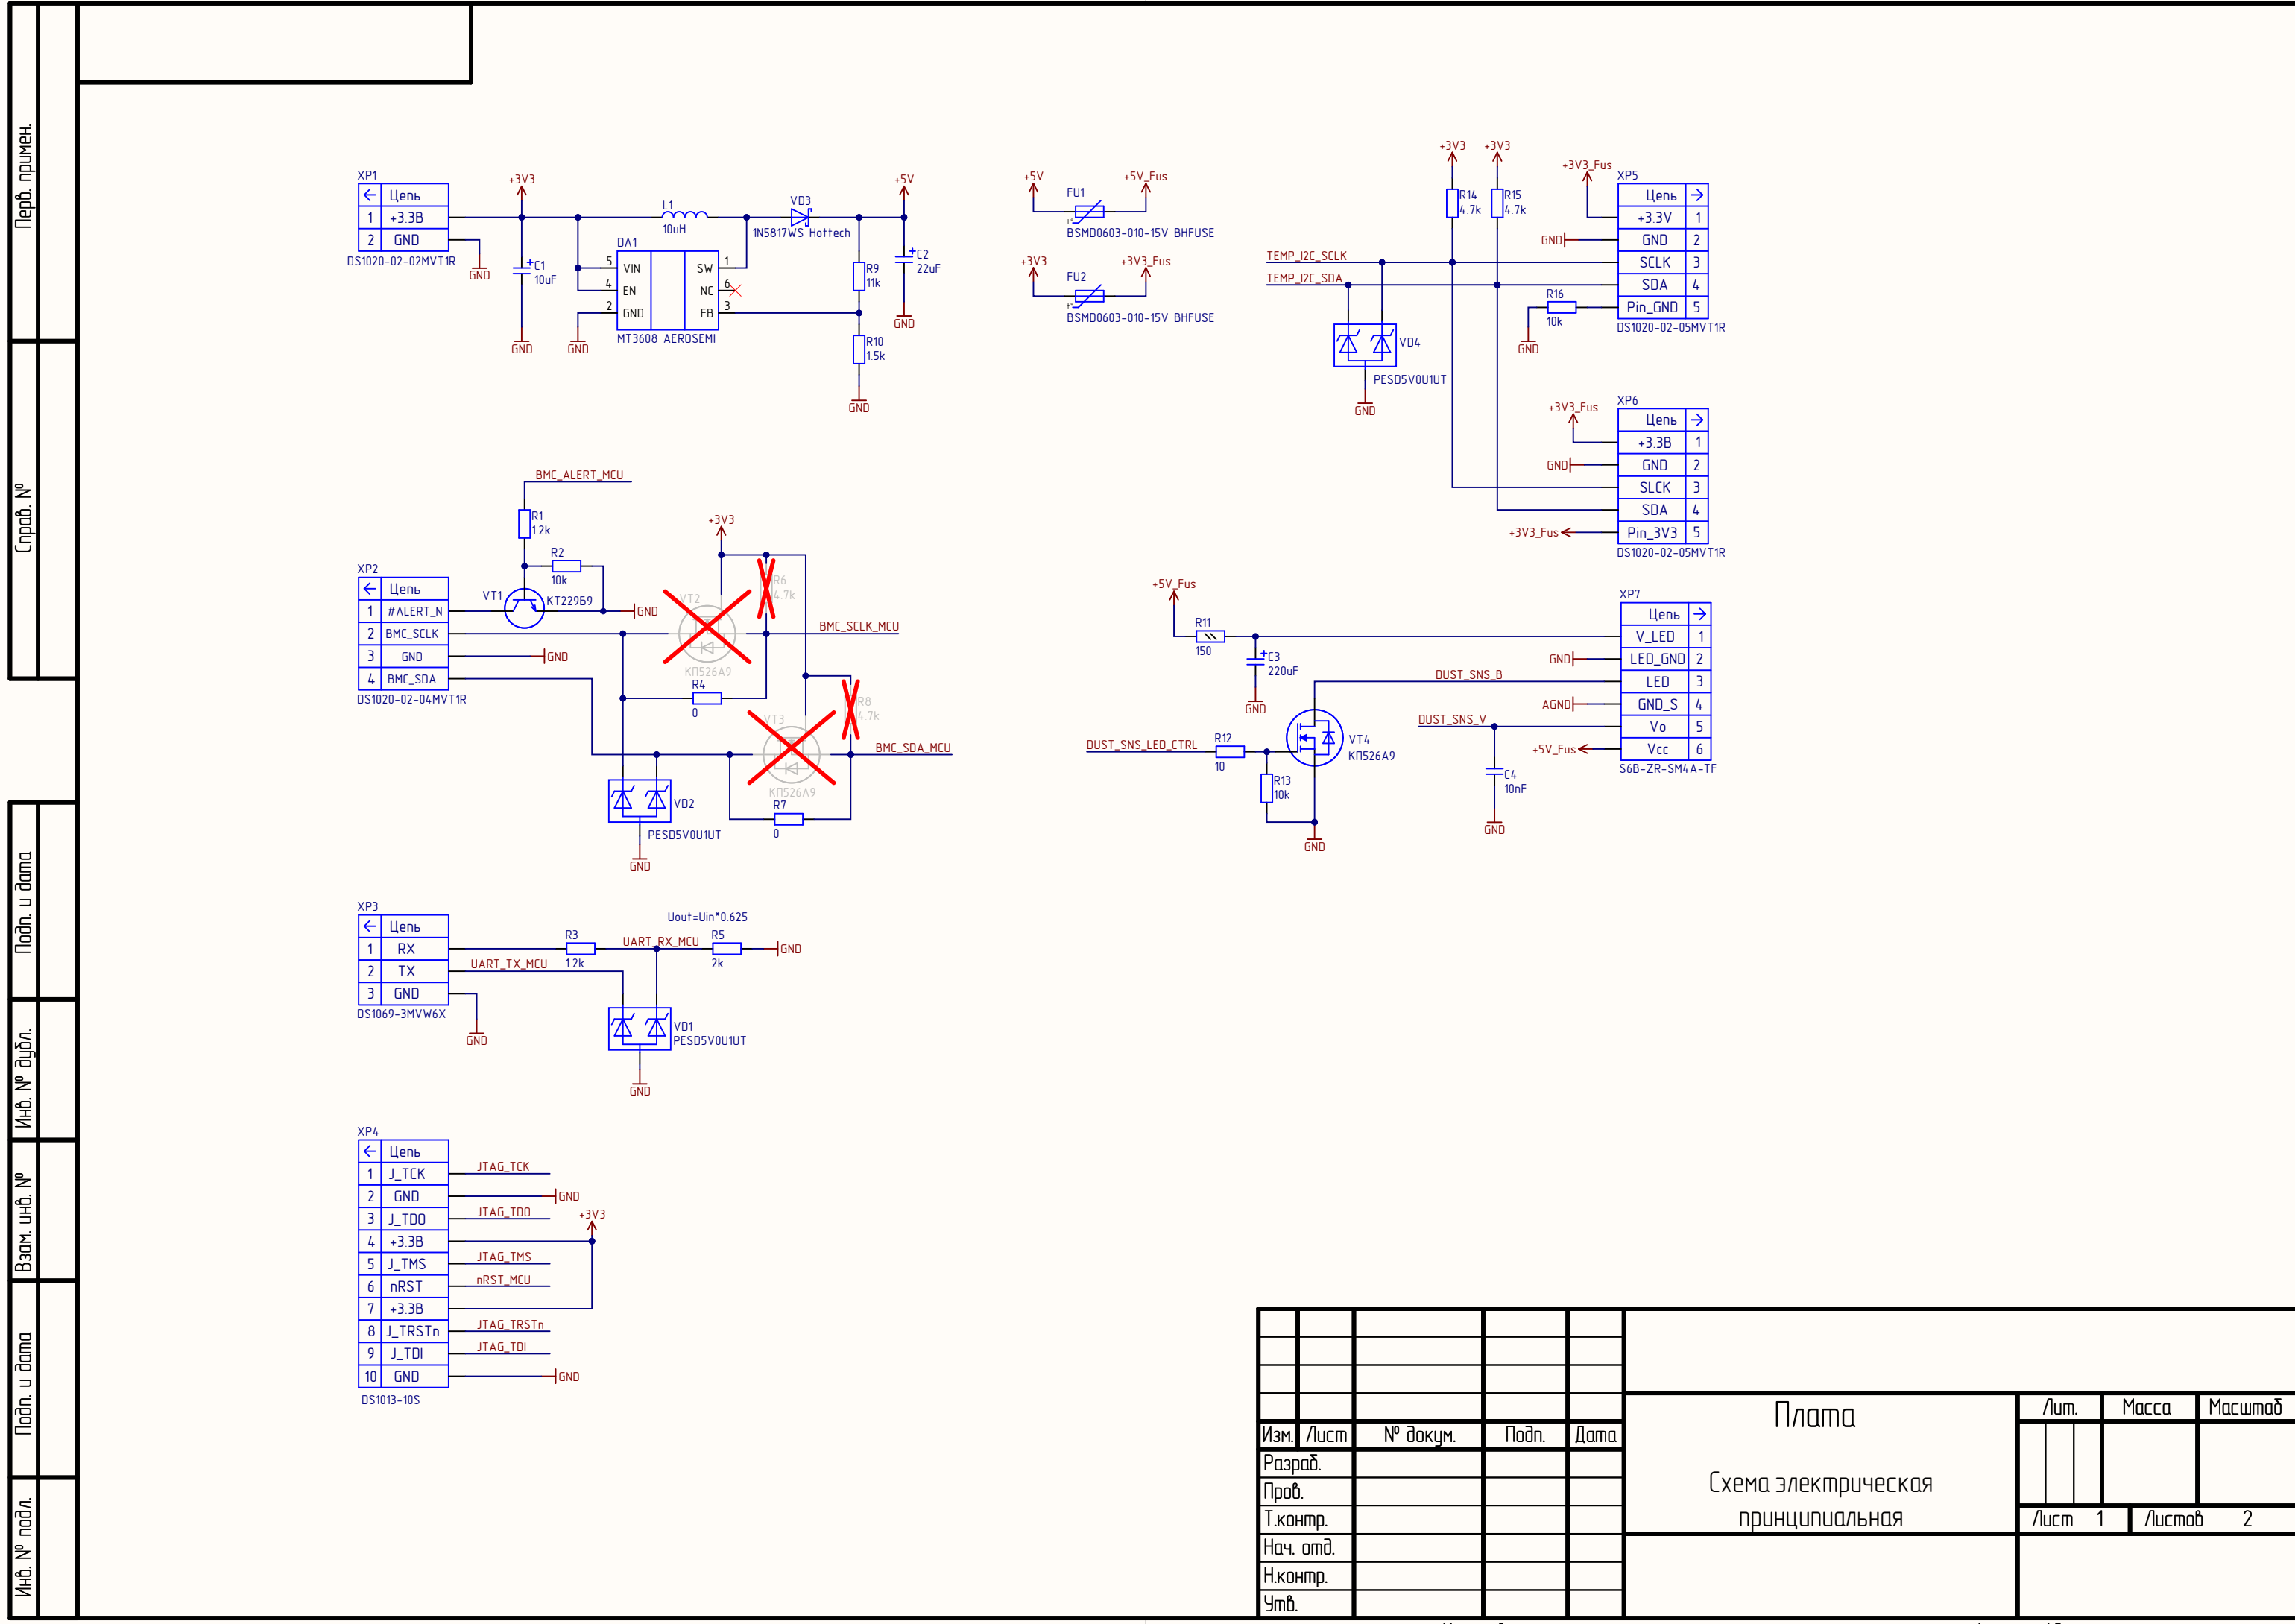 Перв. примен.
Справ. №
Подп. и дата
Инв. № дубл.
Взам. инв. №
Подп. и дата
Инв. № подл.
XP1
Цепь
1 +3.3В
2 GND
DS1020-02-02MVT1R
GND
+3V3
C1
10uF
GND
L1
10uH
DA1
5 VIN SW 1
4 EN NC 6
2 GND FB 3
MT3608 AEROSEMI
GND
VD3
1N5817WS Hottech
R9
11k
R10
1.5k
GND
+5V
C2
22uF
GND
+5V
FU1
+5V_Fus
BSMD0603-010-15V BHFUSE
+3V3
FU2
+3V3_Fus
BSMD0603-010-15V BHFUSE
+3V3
+3V3
R14
4.7k
R15
4.7k
TEMP_I2C_SCLK
TEMP_I2C_SDA
VD4
PESD5V0U1UT
GND
+3V3_Fus
GND
R16
10k
GND
XP5
Цепь
+3.3V 1
GND 2
SCLK 3
SDA 4
Pin_GND 5
DS1020-02-05MVT1R
+3V3_Fus
GND
+3V3_Fus
XP6
Цепь
+3.3В 1
GND 2
SLCK 3
SDA 4
Pin_3V3 5
DS1020-02-05MVT1R
BMC_ALERT_MCU
R1
1.2k
R2
10k
VT1
КТ229Б9
GND
XP2
Цепь
1 #ALERT_N
2 BMC_SCLK
3 GND
4 BMC_SDA
DS1020-02-04MVT1R
GND
+3V3
VT2
КП526А9
R6
4.7k
BMC_SCLK_MCU
R4
0
VT3
КП526А9
R8
4.7k
BMC_SDA_MCU
R7
0
VD2
PESD5V0U1UT
GND
+5V_Fus
R11
150
C3
220uF
GND
DUST_SNS_B
DUST_SNS_LED_CTRL
R12
10
R13
10k
VT4
КП526А9
GND
DUST_SNS_V
C4
10nF
GND
GND
AGND
+5V_Fus
XP7
Цепь
V_LED 1
LED_GND 2
LED 3
GND_S 4
Vo 5
Vcc 6
S6B-ZR-SM4A-TF
XP3
Цепь
1 RX
2 TX
3 GND
DS1069-3MVW6X
GND
Uout=Uin*0.625
R3
1.2k
UART_RX_MCU
R5
2k
GND
UART_TX_MCU
VD1
PESD5V0U1UT
GND
XP4
Цепь
1 J_TCK JTAG_TCK
2 GND GND
3 J_TDO JTAG_TDO
+3V3
4 +3.3В
5 J_TMS JTAG_TMS
6 nRST nRST_MCU
7 +3.3В
8 J_TRSTn JTAG_TRSTn
9 J_TDI JTAG_TDI
10 GND GND
DS1013-10S
Изм. Лист № докум. Подп. Дата
Разраб.
Пров.
Т.контр.
Нач. отд.
Н.контр.
Утв.
Плата
Схема электрическая
принципиальная
Лит. Масса Масштаб
Лист 1 Листов 2